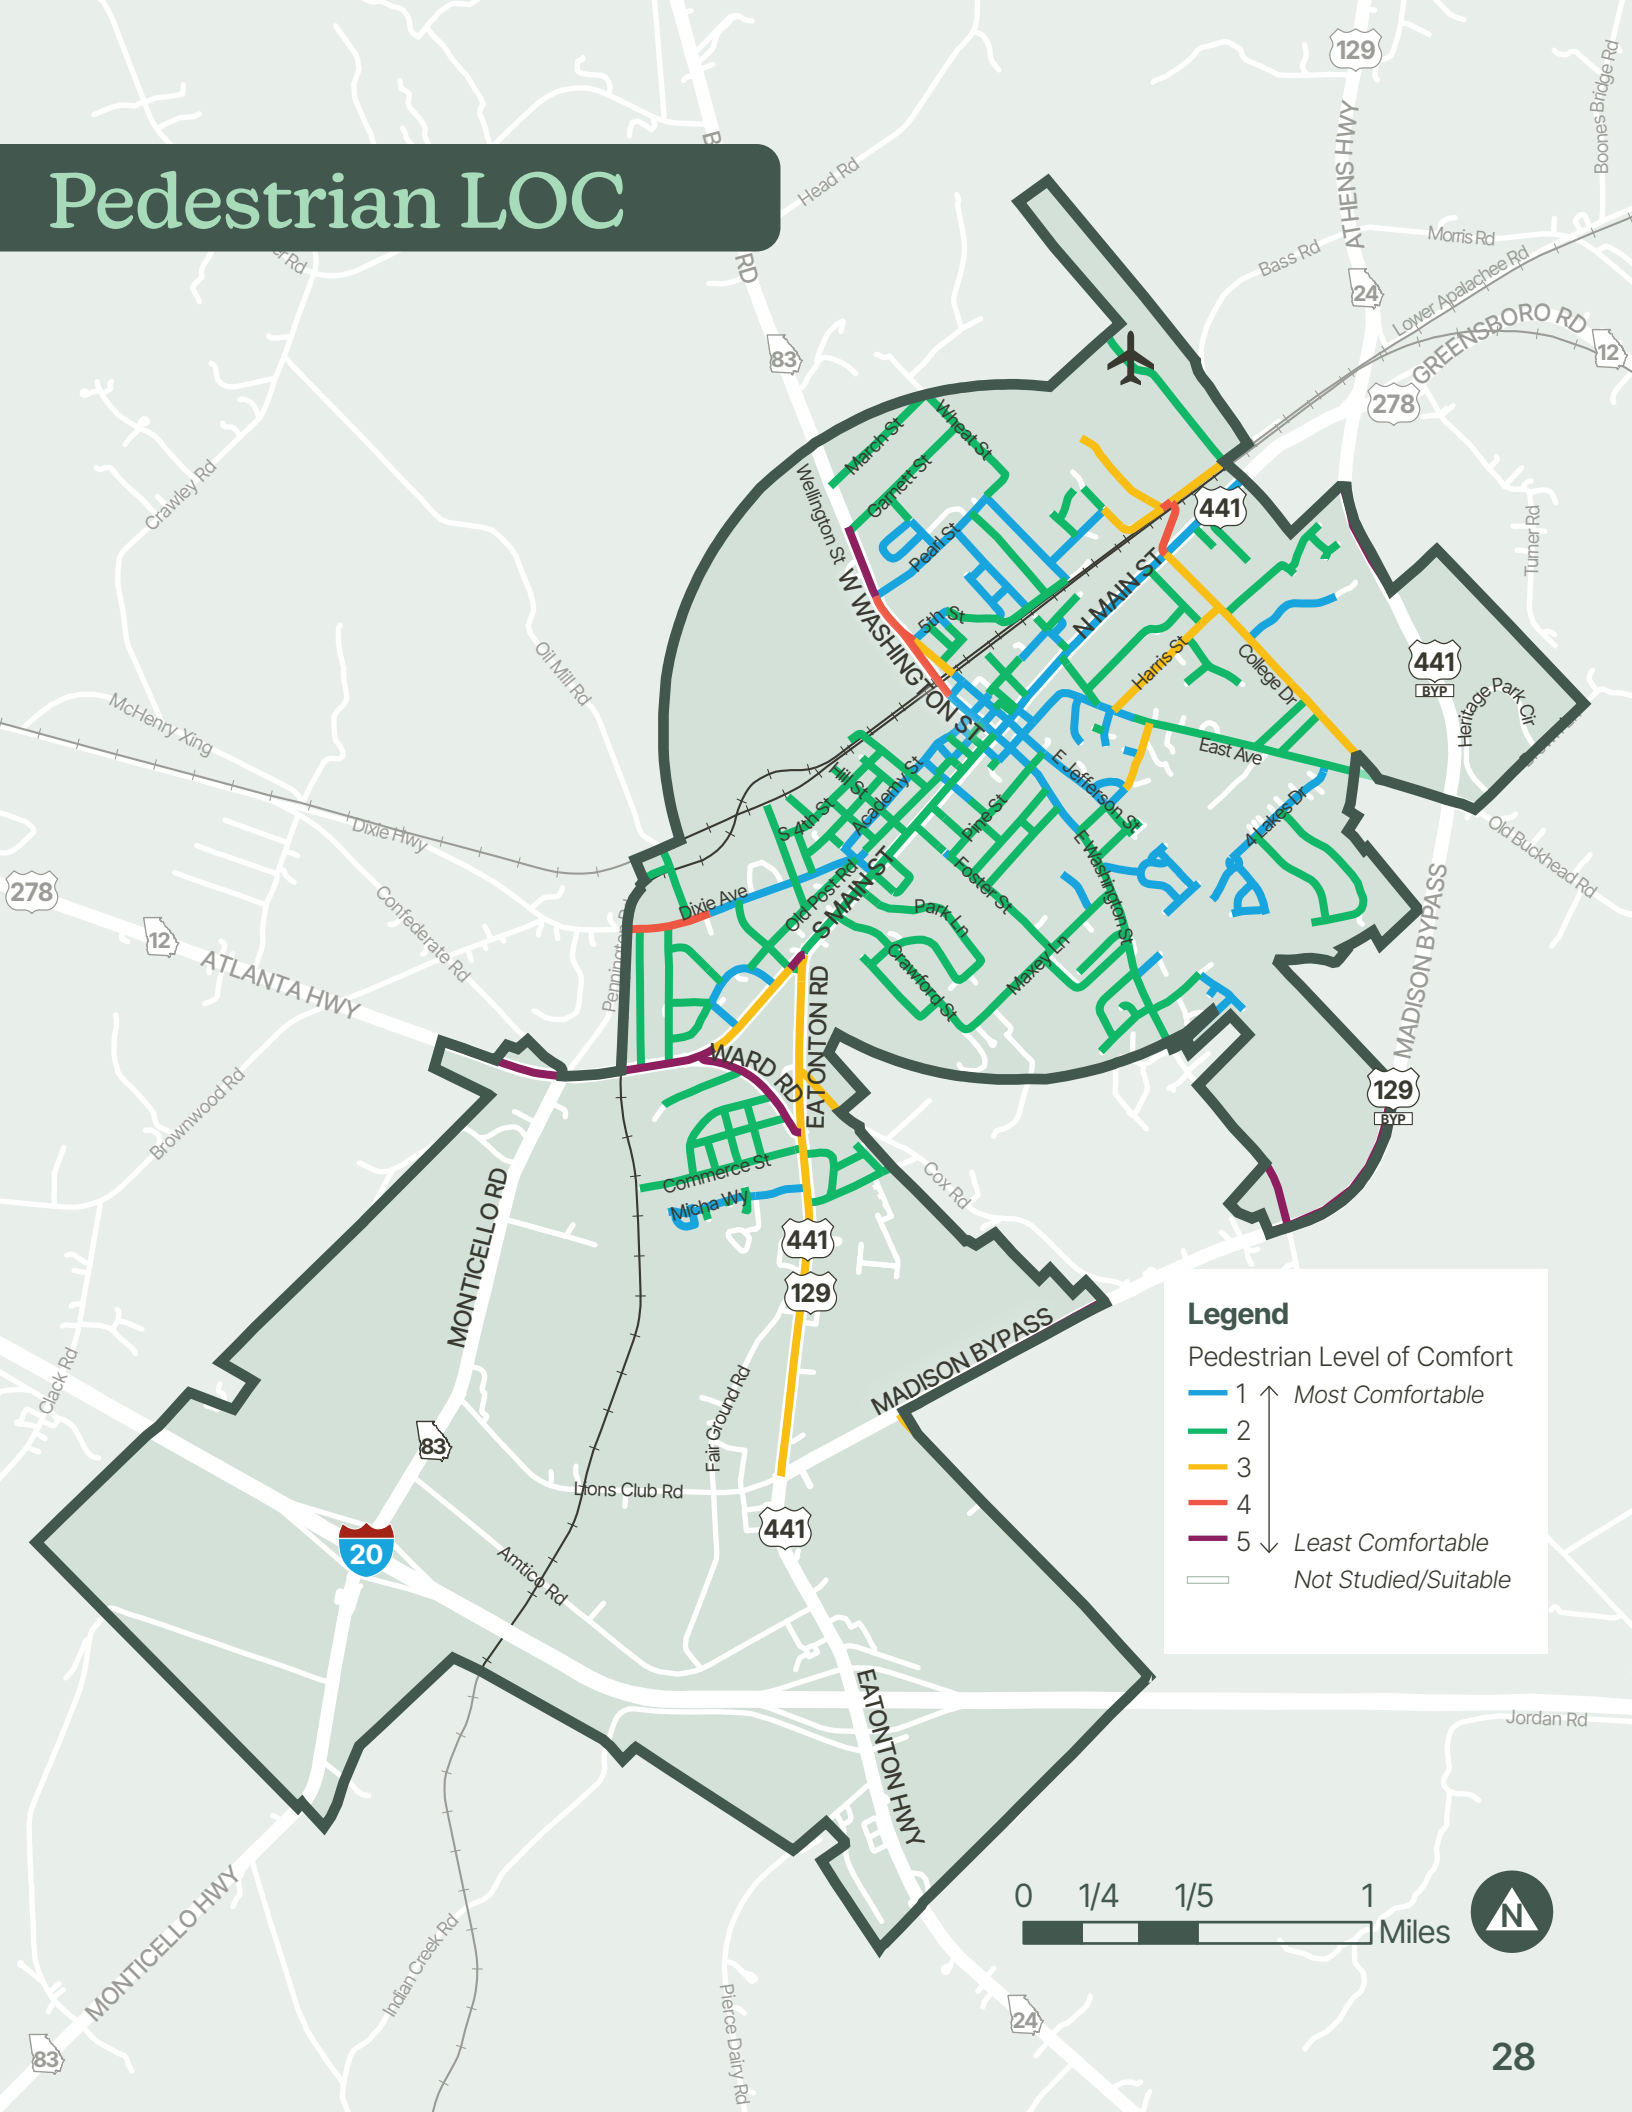 129
Boones Bridge Rd
ATHENS HWY
B
Pedestrian LOC
Head Rd
er Rd
RD
Bass Rd
Morris Rd
24
Lower Apalachee Rd
GREENSBORO RD
12
83
278
March St
Wheat St
Garnett St
Wellington St
Crawley Rd
441
Turner Rd
Pearl St
W WASHINGTON ST
N MAIN ST
5th St
Harris St
College Dr
441
BYP
Heritage Park Cir
Oil Mill Rd
McHenry Xing
East Ave
E Jefferson St
Hill St
Academy St
S 4th St
Pine St
4 Lakes Dr
Dixie Hwy
Old Buckhead Rd
E Washington St
278
12
Confederate Rd
ATLANTA HWY
Pennington Rd
Dixie Ave
Old Post Rd
S MAIN ST
Foster St
Park Ln
Crawford St
Maxey Ln
MADISON BYPASS
EATONTON RD
WARD RD
129
BYP
Brownwood Rd
Commerce St
Micha Wy
Cox Rd
MONTICELLO RD
441
129
MADISON BYPASS
Clack Rd
Fair Ground Rd
83
Lions Club Rd
441
20
Amtico Rd
Legend
Pedestrian Level of Comfort
1 Most Comfortable
2
3
4
5 Least Comfortable
Not Studied/Suitable
EATONTON HWY
Jordan Rd
MONTICELLO HWY
Indian Creek Rd
Pierce Dairy Rd
0 1/4 1/5 1
Miles
N
24
83
28